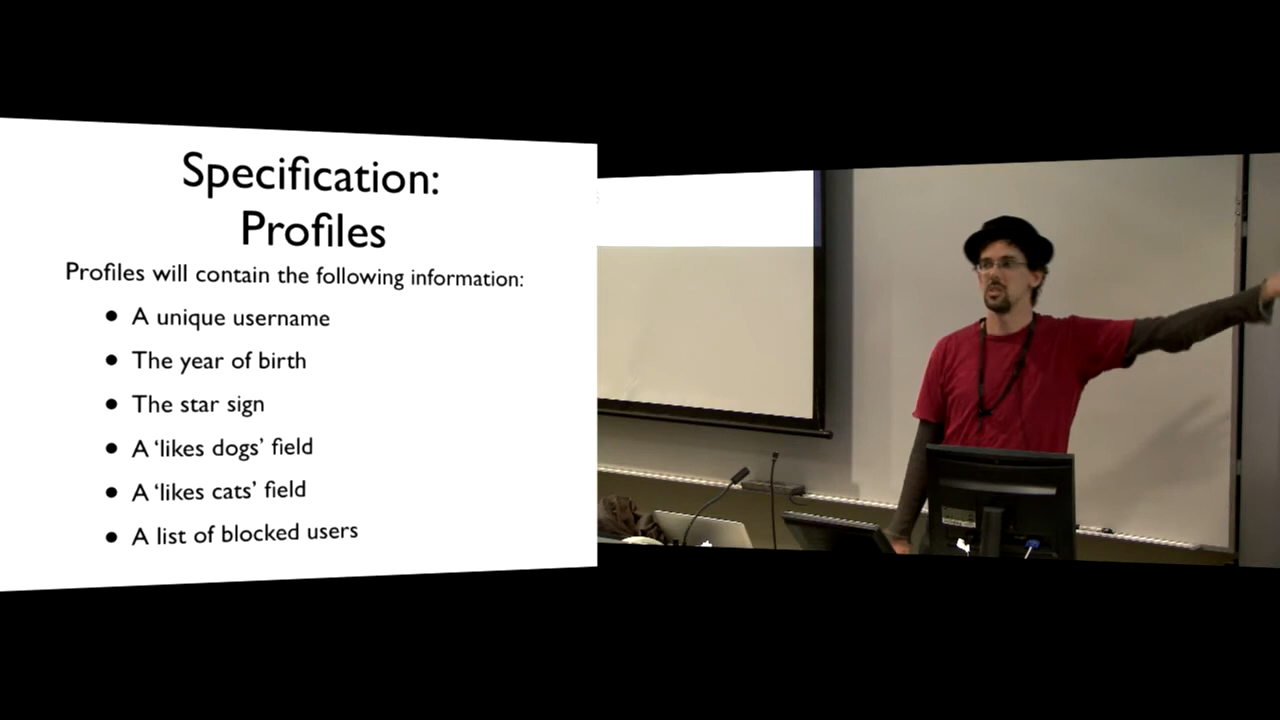 Specification:
Profiles
Profiles will contain the following information:
• A unique username
• The year of birth
• The star sign
• A ‘likes dogs’ field
• A ‘likes cats’ field
• A list of blocked users